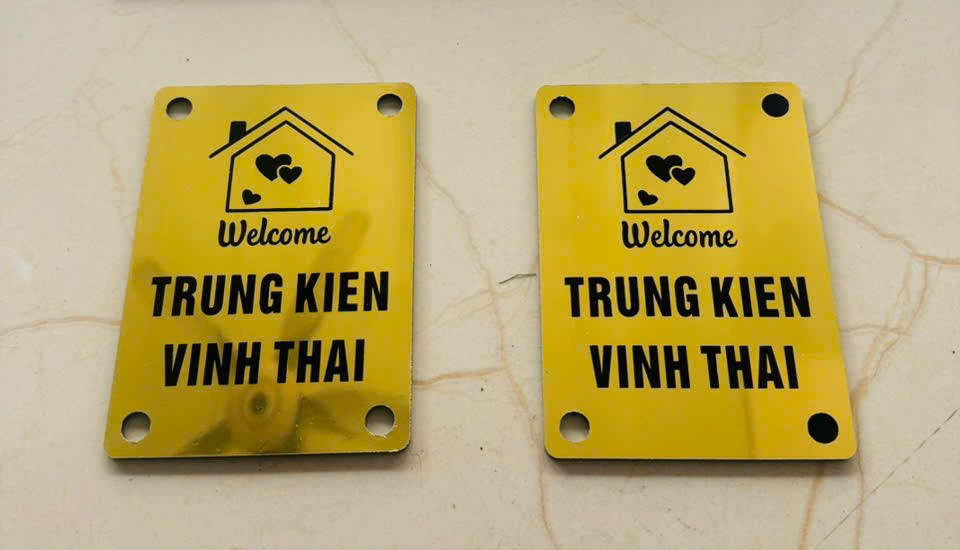 Welcome
TRUNG KIEN
VINH THAI
Welcome
TRUNG KIEN
VINH THAI